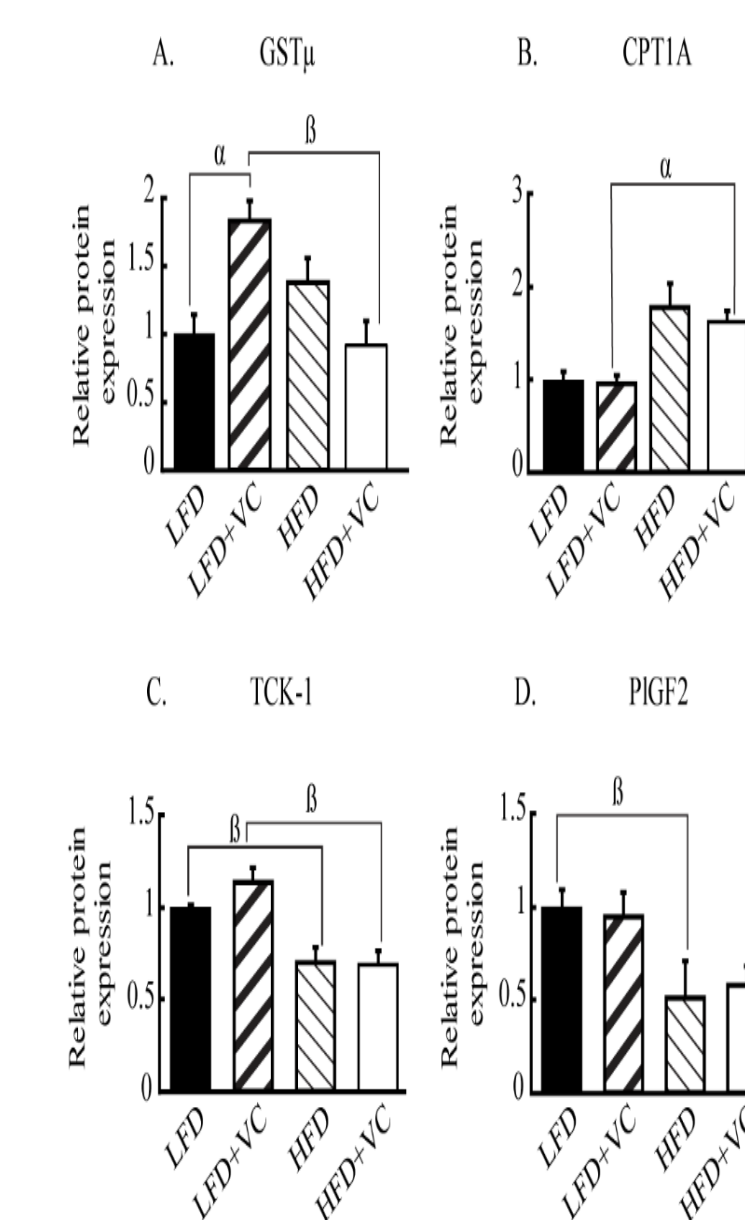 A. GSTμ
ß
α
Relative protein
expression
2
1.5
1
0.5
0
LFD
LFD+VC
HFD
HFD+VC
B. CPT1A
α
Relative protein
expression
3
2
1
0
LFD
LFD+VC
HFD
HFD+VC
C. TCK-1
ß
ß
Relative protein
expression
1.5
1
0.5
0
LFD
LFD+VC
HFD
HFD+VC
D. PIGF2
ß
Relative protein
expression
1.5
1
0.5
0
LFD
LFD+VC
HFD
HFD+VC